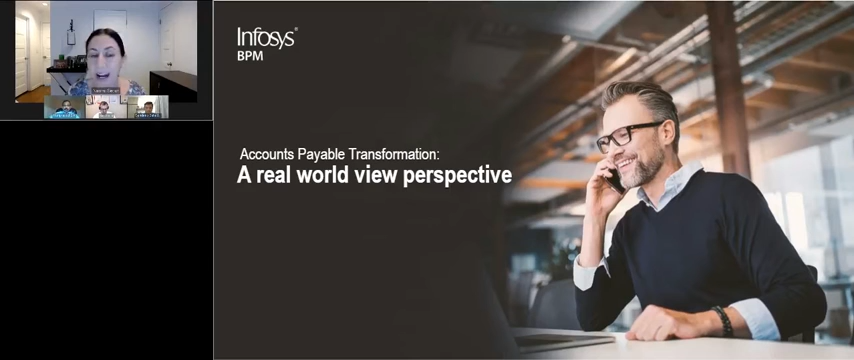 Infosys®
BPM
Accounts Payable Transformation:
A real world view perspective